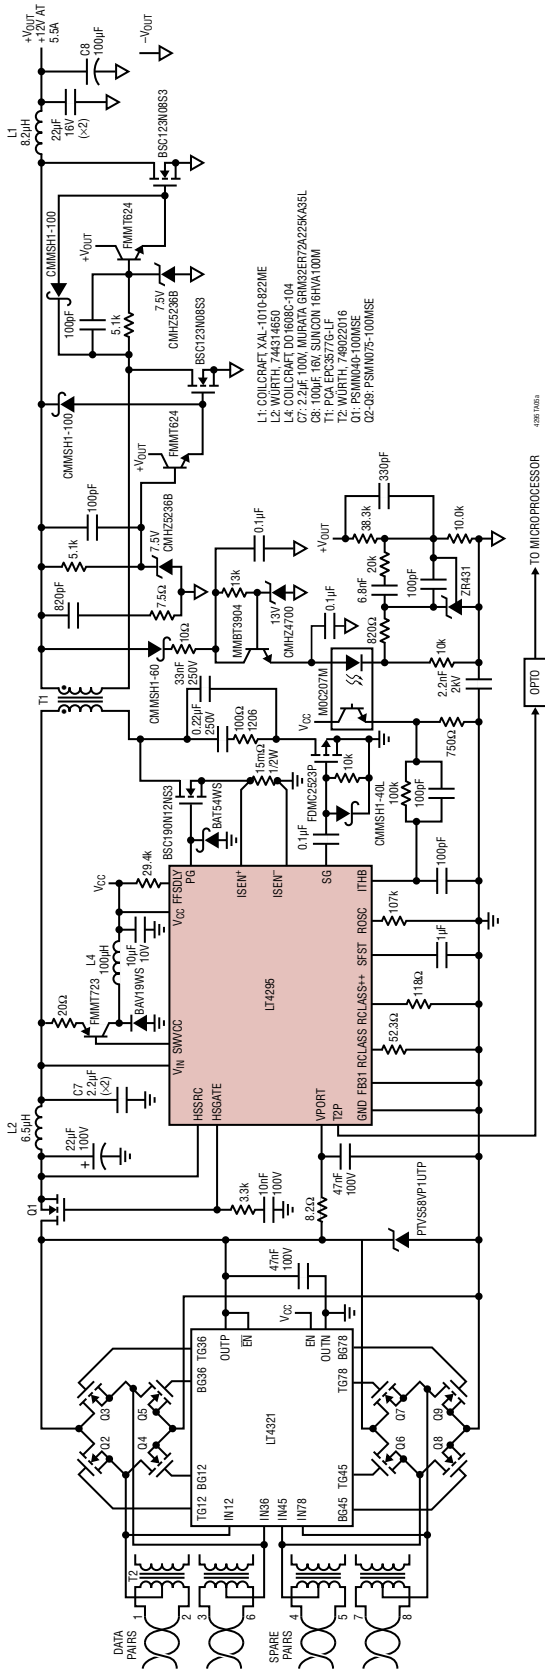 DATA
PAIRS
1
2
3
6
SPARE
PAIRS
4
5
7
8
T2
Q2
Q3
Q4
Q5
TG12
BG12
BG36
TG36
IN12
IN36
IN45
IN78
LT4321
OUTP
EN
EN
OUTN
BG45
TG45
TG78
BG78
Q6
Q7
Q8
Q9
VCC
47nF
100V
Q1
22µF
100V
+
L2
6.5µH
C7
2.2µF
(×2)
3.3k
10nF
100V
8.2Ω
47nF
100V
PTVS58VP1UTP
20Ω
FMMT723
BAV19WS
L4
100µH
10µF
10V
VCC
29.4k
HSSRC
HSGATE
VIN
SWVCC
VCC
FFSDLY
PG
ISEN+
ISEN–
SG
ITHB
LT4295
VPORT
T2P
GND
FB31
RCLASS
RCLASS++
SFST
ROSC
52.3Ω
118Ω
1µF
107k
100pF
BSC190N12NS3
BAT54WS
15mΩ
1/2W
0.22µF
250V
100Ω
1206
33nF
250V
0.1µF
FDMC2523P
10k
CMMSH1-40L
100k
100pF
750Ω
VCC
MOC207M
T1
CMMSH1-60
10Ω
MMBT3904
13k
0.1µF
13V
CMHZ4700
0.1µF
820Ω
6.8nF
20k
10k
2.2nF
2kV
100pF
ZR431
+VOUT
38.3k
330pF
10.0k
820pF
7.5Ω
5.1k
7.5V
CMHZ5236B
100pF
+VOUT
FMMT624
CMMSH1-100
BSC123N08S3
5.1k
100pF
7.5V
CMHZ5236B
+VOUT
FMMT624
CMMSH1-100
BSC123N08S3
L1
8.2µH
22µF
16V
(×2)
C8
100µF
+VOUT
+12V AT
5.5A
–VOUT
L1: COILCRAFT, XAL-1010-822ME
L2: WÜRTH, 744314650
L4: COILCRAFT, DO1608C-104
C7: 2.2µF, 100V, MURATA GRM32ER72A225KA35L
C8: 100µF, 16V, SUNCON 16HVA100M
T1: PCA EPC3577G-LF
T2: WÜRTH, 749022016
Q1: PSMN040-100MSE
Q2-Q9: PSMN075-100MSE
OPTO
TO MICROPROCESSOR
4295 TA05a